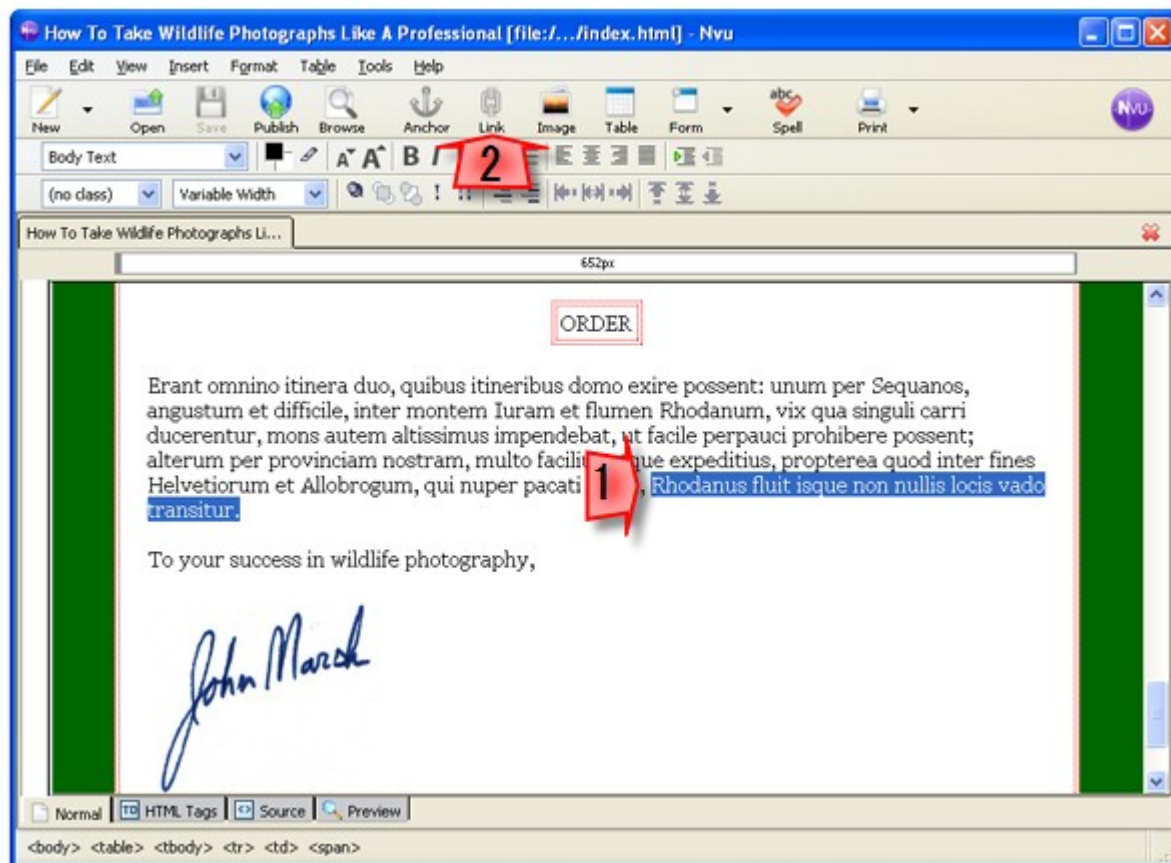 How To Take Wildlife Photographs Like A Professional [file:/.../index.html] - Nvu
File Edit View Insert Format Table Tools Help
New Open Save Publish Browse Anchor Link Image Table Form Spell Print
NVU
Body Text A A B I
2
(no class) Variable Width
How To Take Wildlife Photographs Li...
652px
ORDER
Erant omnino itinera duo, quibus itineribus domo exire possent: unum per Sequanos,
angustum et difficile, inter montem Iuram et flumen Rhodanum, vix qua singuli carri
ducerentur, mons autem altissimus impendebat, ut facile perpauci prohibere possent;
alterum per provinciam nostram, multo expeditius, propterea quod inter fines
Helvetiorum et Allobrogum, qui nuper pacati 1 , Rhodanus fluit isque non nullis locis vado
transitur.
To your success in wildlife photography,
John March
Normal HTML Tags Source Preview
<body> <table> <tbody> <tr> <td> <span>